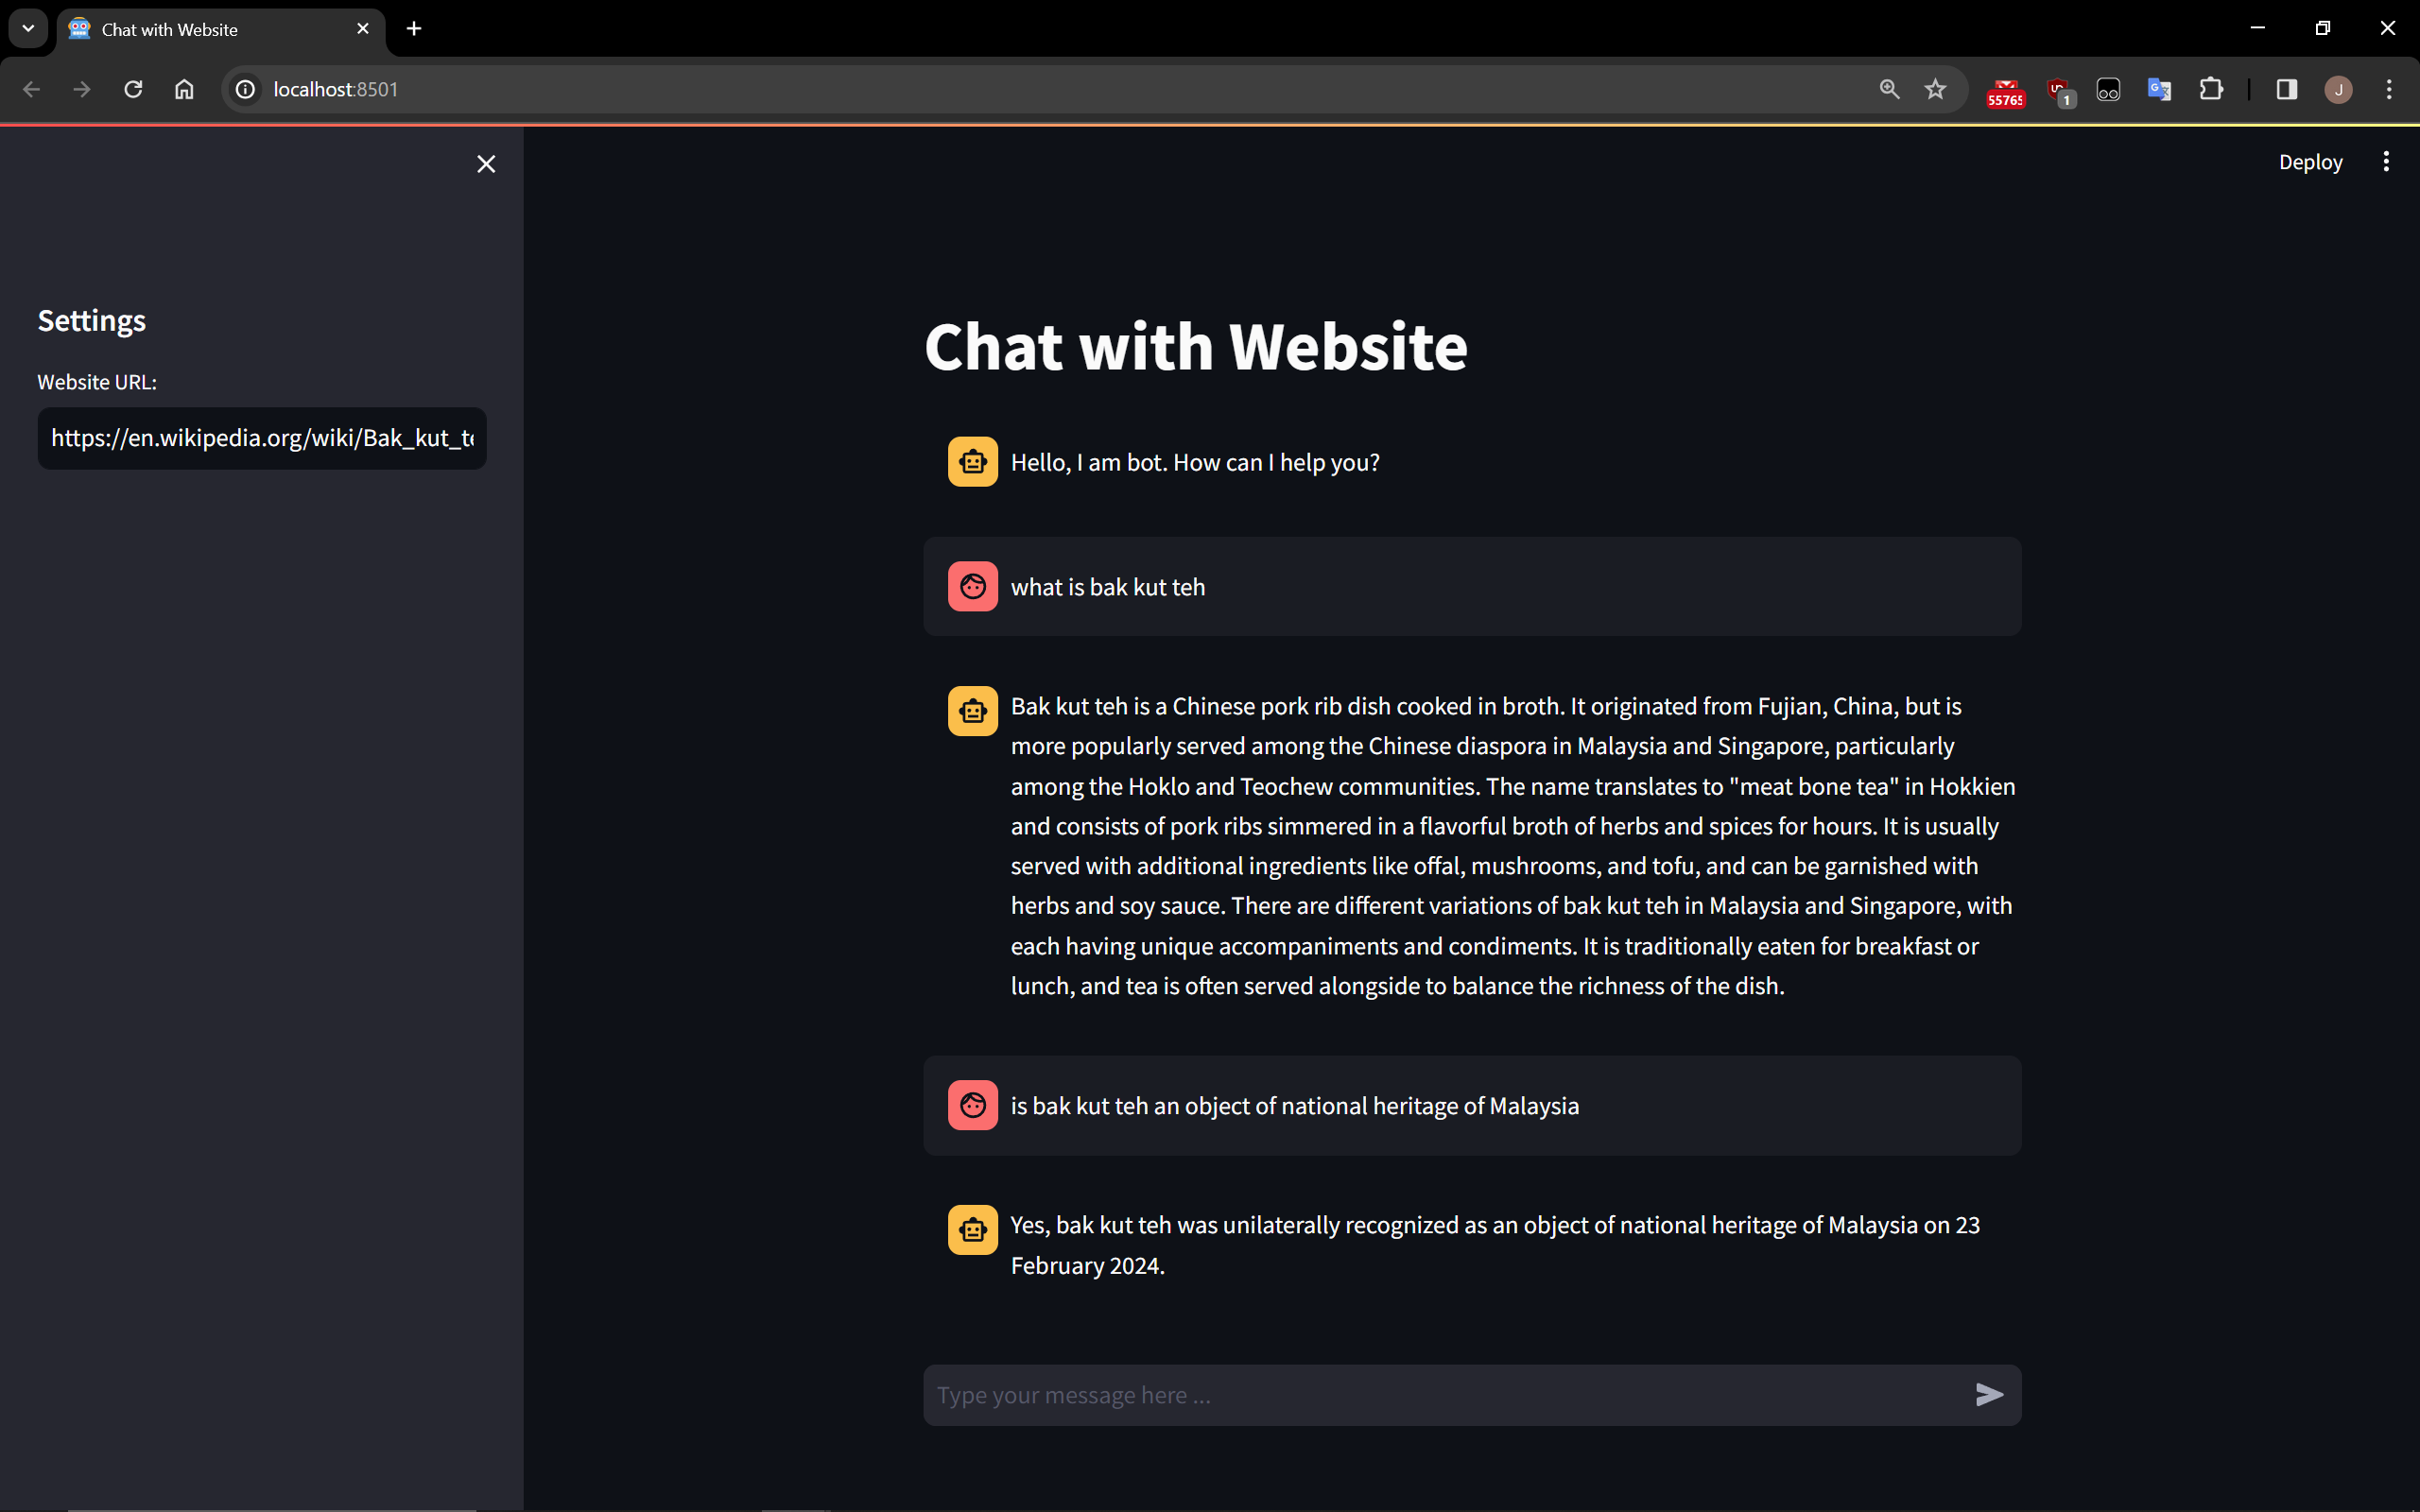 Chat with Website
localhost:8501
55765
1
J
Deploy
Settings
Website URL:
https://en.wikipedia.org/wiki/Bak_kut_te
Chat with Website
Hello, I am bot. How can I help you?
what is bak kut teh
Bak kut teh is a Chinese pork rib dish cooked in broth. It originated from Fujian, China, but is
more popularly served among the Chinese diaspora in Malaysia and Singapore, particularly
among the Hoklo and Teochew communities. The name translates to "meat bone tea" in Hokkien
and consists of pork ribs simmered in a flavorful broth of herbs and spices for hours. It is usually
served with additional ingredients like offal, mushrooms, and tofu, and can be garnished with
herbs and soy sauce. There are different variations of bak kut teh in Malaysia and Singapore, with
each having unique accompaniments and condiments. It is traditionally eaten for breakfast or
lunch, and tea is often served alongside to balance the richness of the dish.
is bak kut teh an object of national heritage of Malaysia
Yes, bak kut teh was unilaterally recognized as an object of national heritage of Malaysia on 23
February 2024.
Type your message here ...